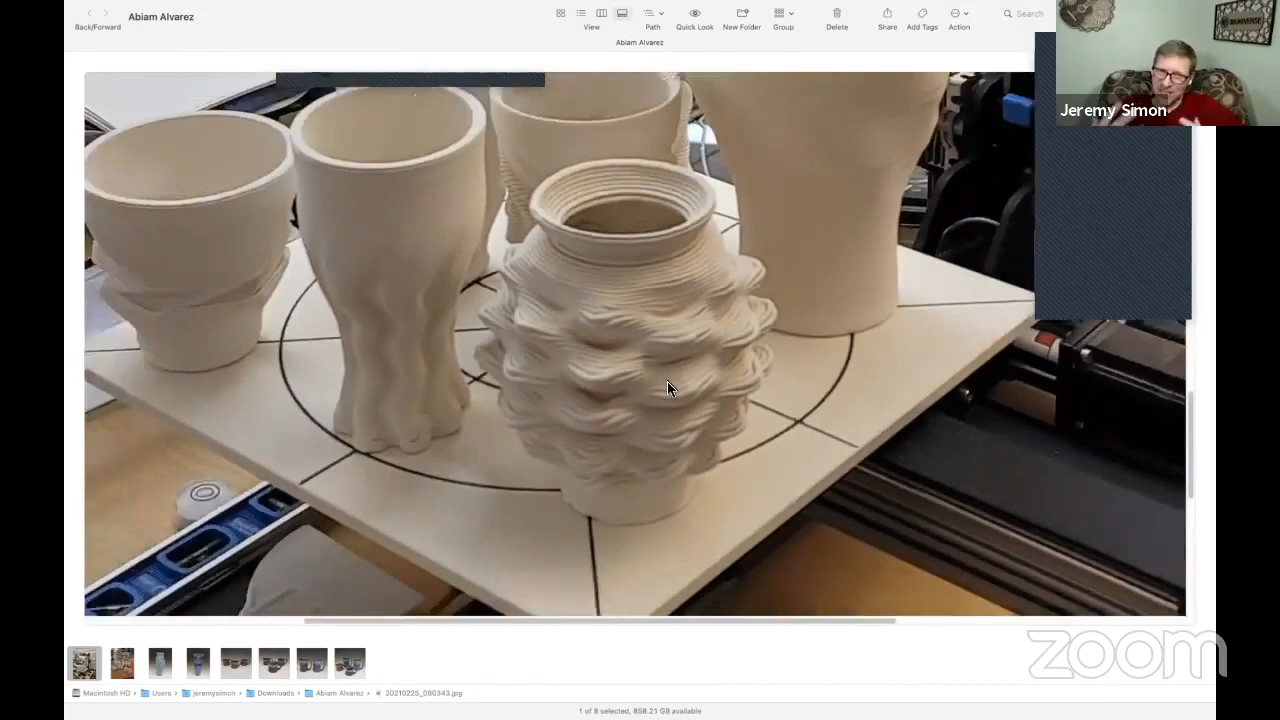 Abiam Alvarez
Back/Forward
View
Path
Quick Look
New Folder
Group
Delete
Share
Add Tags
Action
Search
Abiam Alvarez
Jeremy Simon
zoom
Macintosh HD › Users › jeremysimon › Downloads › Abiam Alvarez › 20210225_080343.jpg
1 of 8 selected, 858.21 GB available